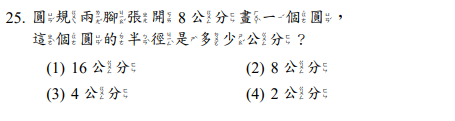 25. 圓規兩腳張開 8 公分畫一個圓，
這個圓的半徑是多少公分？
(1) 16 公分 (2) 8 公分
(3) 4 公分 (4) 2 公分